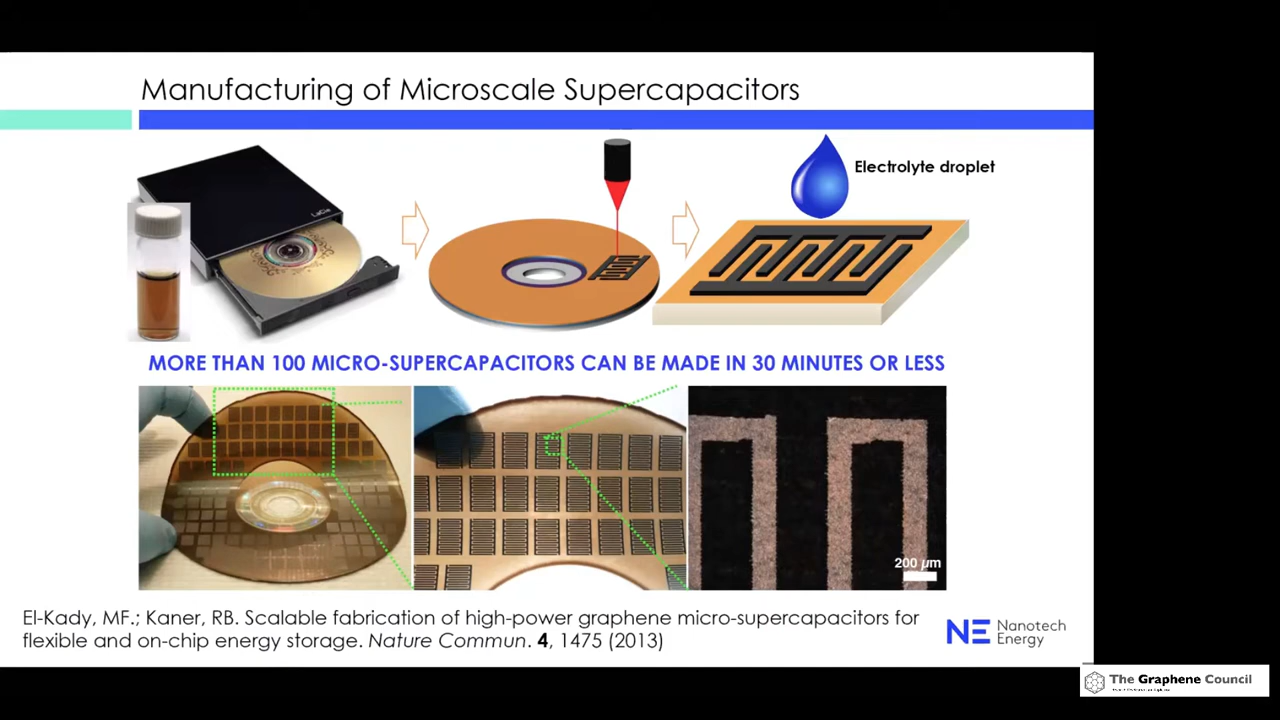 Manufacturing of Microscale Supercapacitors
Electrolyte droplet
LaCie
MORE THAN 100 MICRO-SUPERCAPACITORS CAN BE MADE IN 30 MINUTES OR LESS
200 µm
El-Kady, MF.; Kaner, RB. Scalable fabrication of high-power graphene micro-supercapacitors for
flexible and on-chip energy storage. Nature Commun. 4, 1475 (2013)
NE Nanotech
Energy
The Graphene Council